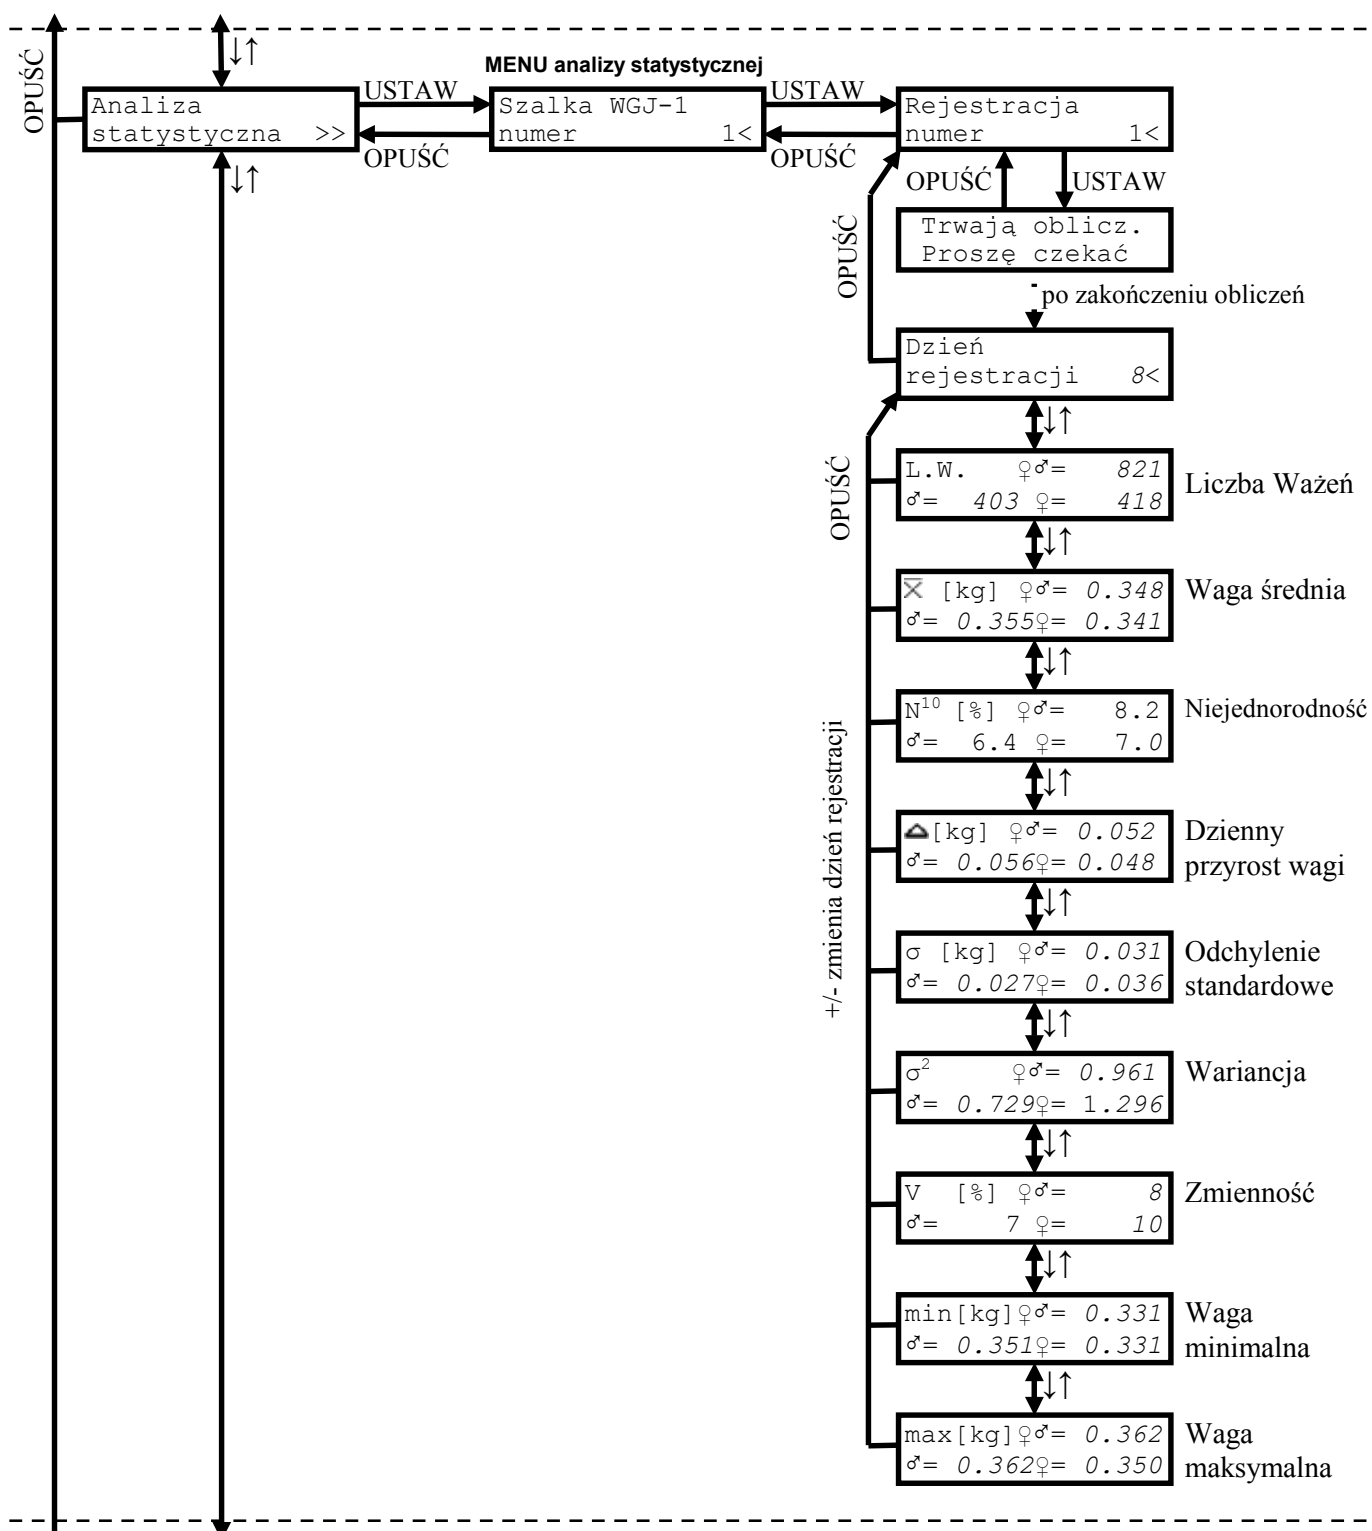 ↓↑
OPUŚĆ
MENU analizy statystycznej
Analiza
statystyczna >>
USTAW
OPUŚĆ
Szalka WGJ-1
numer 1<
USTAW
OPUŚĆ
Rejestracja
numer 1<
↓↑
OPUŚĆ
USTAW
Trwają oblicz.
Proszę czekać
OPUŚĆ
po zakończeniu obliczeń
Dzień
rejestracji 8<
↓↑
OPUŚĆ
L.W. ♀♂= 821
♂= 403 ♀= 418
Liczba Ważeń
↓↑
X̅ [kg] ♀♂= 0.348
♂= 0.355♀= 0.341
Waga średnia
↓↑
N¹⁰ [%] ♀♂= 8.2
♂= 6.4 ♀= 7.0
Niejednorodność
↓↑
+/- zmienia dzień rejestracji
△[kg] ♀♂= 0.052
♂= 0.056♀= 0.048
Dzienny
przyrost wagi
↓↑
σ [kg] ♀♂= 0.031
♂= 0.027♀= 0.036
Odchylenie
standardowe
↓↑
σ² ♀♂= 0.961
♂= 0.729♀= 1.296
Wariancja
↓↑
V [%] ♀♂= 8
♂= 7 ♀= 10
Zmienność
↓↑
min[kg]♀♂= 0.331
♂= 0.351♀= 0.331
Waga
minimalna
↓↑
max[kg]♀♂= 0.362
♂= 0.362♀= 0.350
Waga
maksymalna